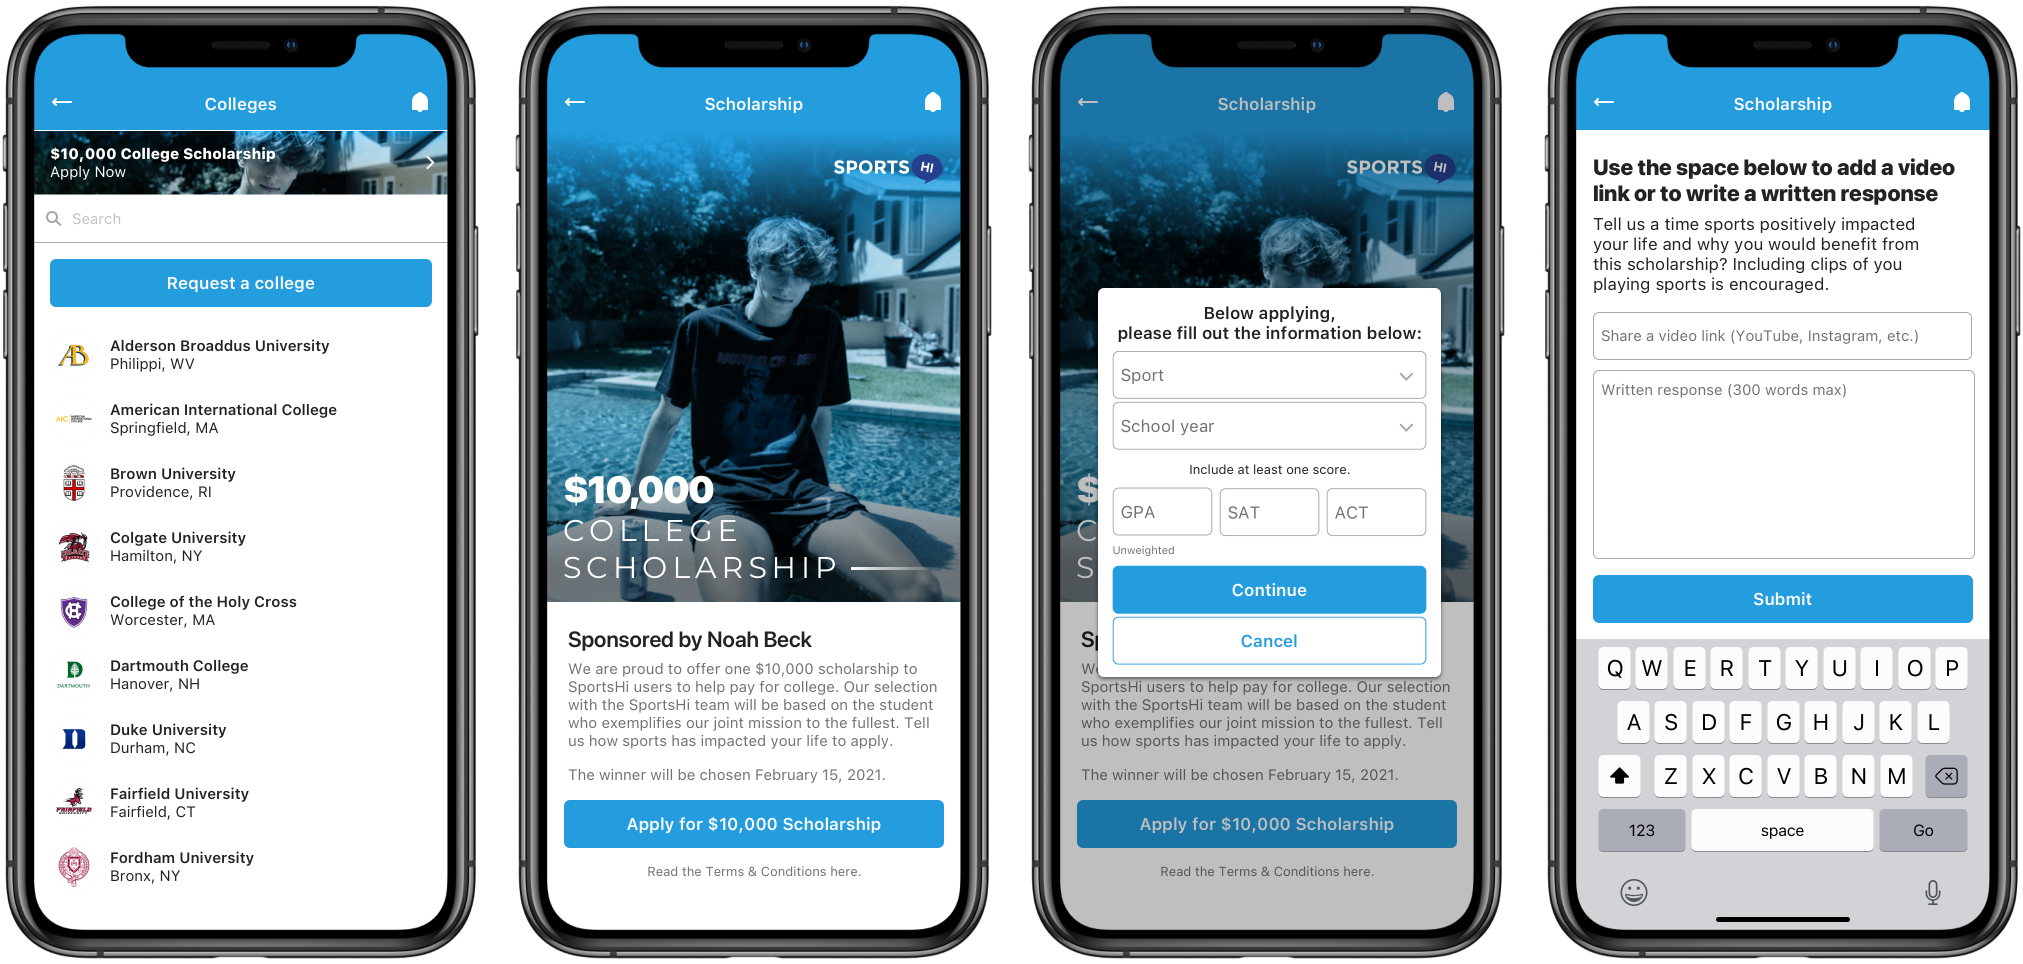 Colleges
$10,000 College Scholarship
Apply Now
Search
Request a college
Alderson Broaddus University
Philippi, WV
AIC
American International College
Springfield, MA
Brown University
Providence, RI
Colgate University
Hamilton, NY
College of the Holy Cross
Worcester, MA
DARTMOUTH
Dartmouth College
Hanover, NH
Duke University
Durham, NC
FAIRFIELD
Fairfield University
Fairfield, CT
Fordham University
Bronx, NY
Scholarship
SPORTS HI
$10,000
COLLEGE
SCHOLARSHIP
Sponsored by Noah Beck
We are proud to offer one $10,000 scholarship to
SportsHi users to help pay for college. Our selection
with the SportsHi team will be based on the student
who exemplifies our joint mission to the fullest. Tell
us how sports has impacted your life to apply.
The winner will be chosen February 15, 2021.
Apply for $10,000 Scholarship
Read the Terms & Conditions here.
Scholarship
SPORTS HI
Below applying,
please fill out the information below:
Sport
School year
Include at least one score.
GPA SAT ACT
Unweighted
Continue
Cancel
$
C
S
Sp
We
SportsHi users to help pay for college. Our selection
with the SportsHi team will be based on the student
who exemplifies our joint mission to the fullest. Tell
us how sports has impacted your life to apply.
The winner will be chosen February 15, 2021.
Apply for $10,000 Scholarship
Read the Terms & Conditions here.
Scholarship
Use the space below to add a video
link or to write a written response
Tell us a time sports positively impacted
your life and why you would benefit from
this scholarship? Including clips of you
playing sports is encouraged.
Share a video link (YouTube, Instagram, etc.)
Written response (300 words max)
Submit
Q W E R T Y U I O P
A S D F G H J K L
Z X C V B N M
123 space Go